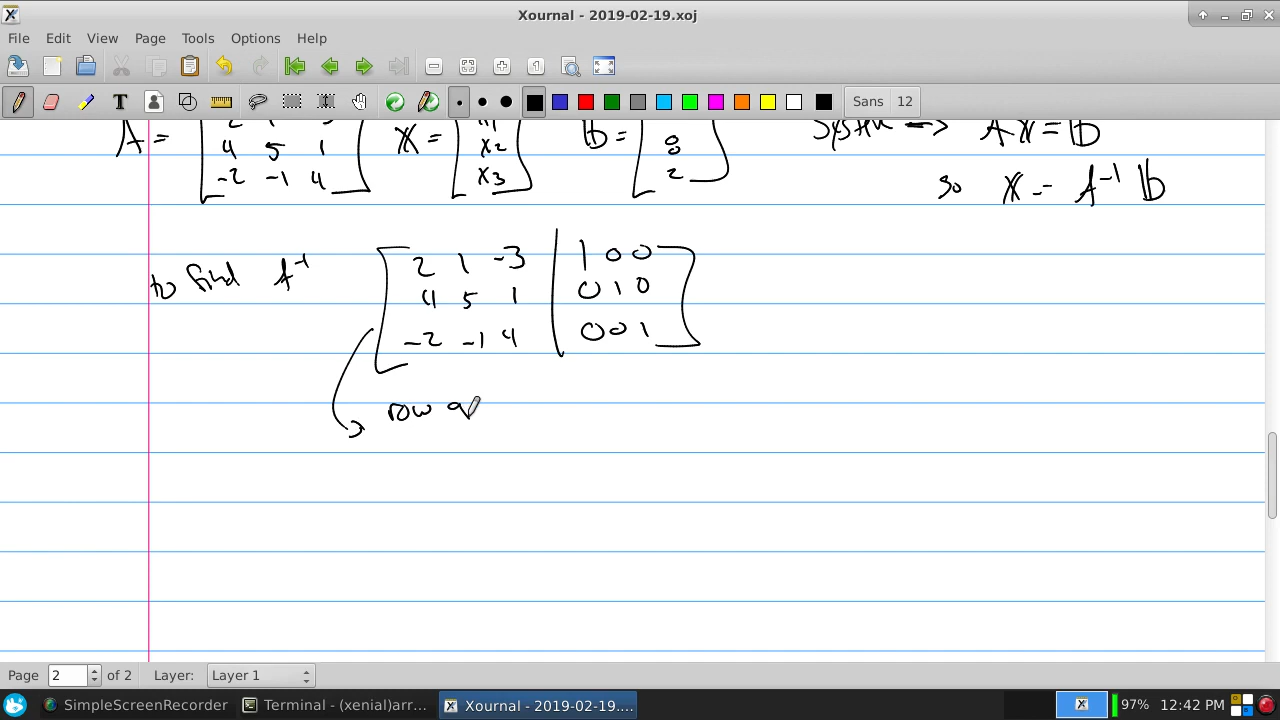 Xournal - 2019-02-19.xoj
File Edit View Page Tools Options Help
Sans 12
A = 4 5 1 X = x2 b = 8 System => AX = b
-2 -1 4 x3 2
so X = A⁻¹ b
to find A⁻¹ 2 1 -3 | 1 0 0
4 5 1 | 0 1 0
-2 -1 4 | 0 0 1
row
Page 2 of 2 Layer: Layer 1
SimpleScreenRecorder Terminal - (xenial)arr... Xournal - 2019-02-19.... 97% 12:42 PM